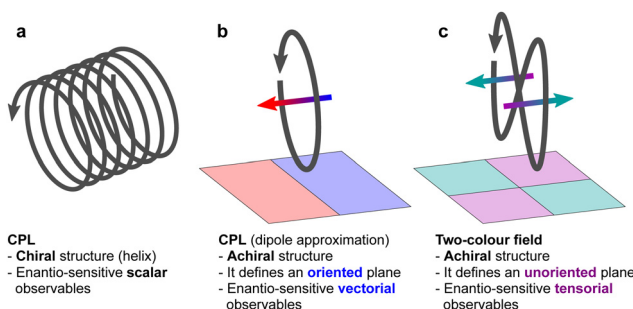 a
b
c
CPL
- Chiral structure (helix)
- Enantio-sensitive scalar
observables
CPL (dipole approximation)
- Achiral structure
- It defines an oriented plane
- Enantio-sensitive vectorial
observables
Two-colour field
- Achiral structure
- It defines an unoriented plane
- Enantio-sensitive tensorial
observables